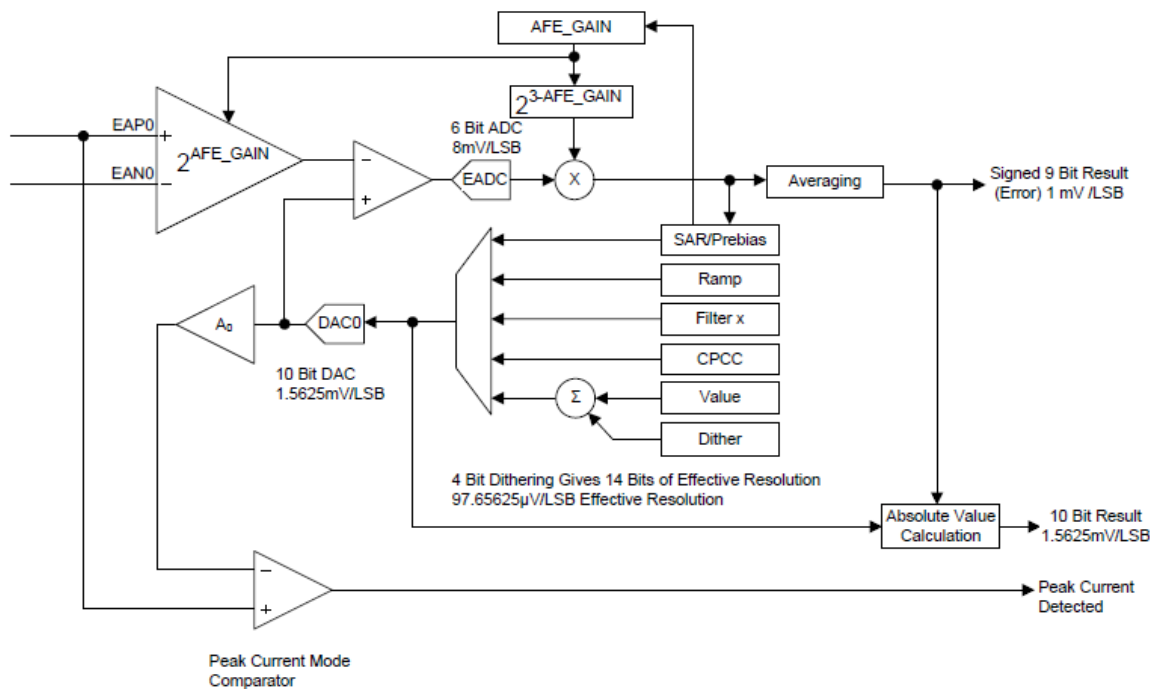 AFE_GAIN
2^3-AFE_GAIN
6 Bit ADC
8mV/LSB
EAP0
+
EAN0
−
2^AFE_GAIN
−
+
EADC
X
Averaging
Signed 9 Bit Result
(Error) 1 mV /LSB
SAR/Prebias
Ramp
Filter x
CPCC
Value
Dither
Σ
A0
DAC0
10 Bit DAC
1.5625mV/LSB
4 Bit Dithering Gives 14 Bits of Effective Resolution
97.65625μV/LSB Effective Resolution
Absolute Value
Calculation
10 Bit Result
1.5625mV/LSB
−
+
Peak Current
Detected
Peak Current Mode
Comparator